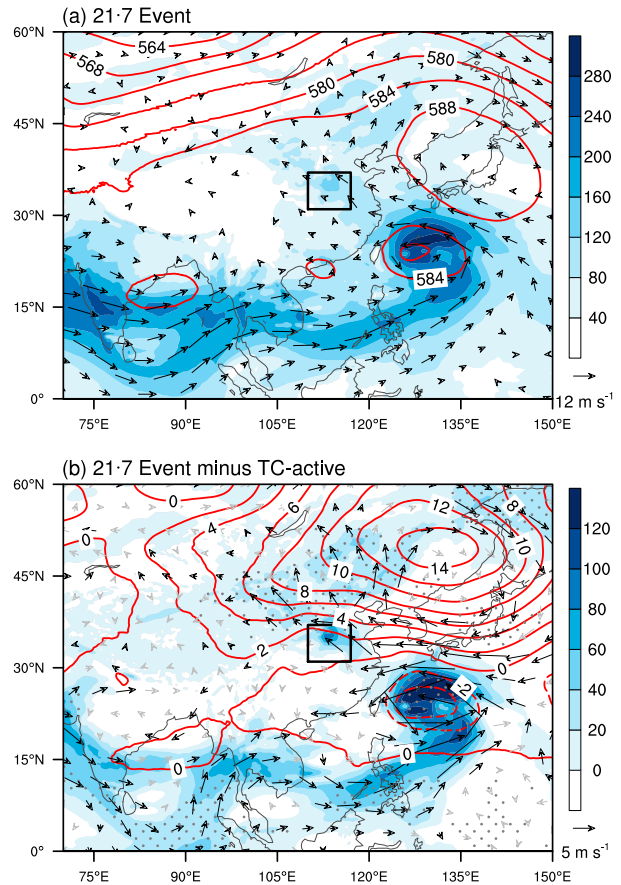 (a) 21·7 Event
60°N
45°N
30°N
15°N
0°
75°E
90°E
105°E
120°E
135°E
150°E
564
568
580
580
584
588
584
280
240
200
160
120
80
40
12 m s⁻¹
(b) 21·7 Event minus TC-active
60°N
45°N
30°N
15°N
0°
75°E
90°E
105°E
120°E
135°E
150°E
0
0
4
6
12
8
10
10
14
8
4
2
0
-2
0
0
120
100
80
60
40
20
0
5 m s⁻¹